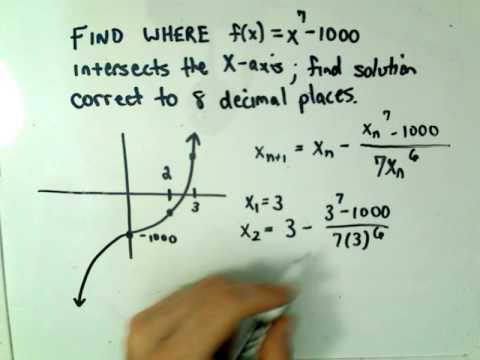 FIND WHERE f(x) = x^7 - 1000
intersects the X-axis; find solution
correct to 8 decimal places.
x_{n+1} = x_n - \frac{x_n^7 - 1000}{7x_n^6}
2
3
-1000
x_1 = 3
x_2 = 3 - \frac{3^7 - 1000}{7(3)^6}